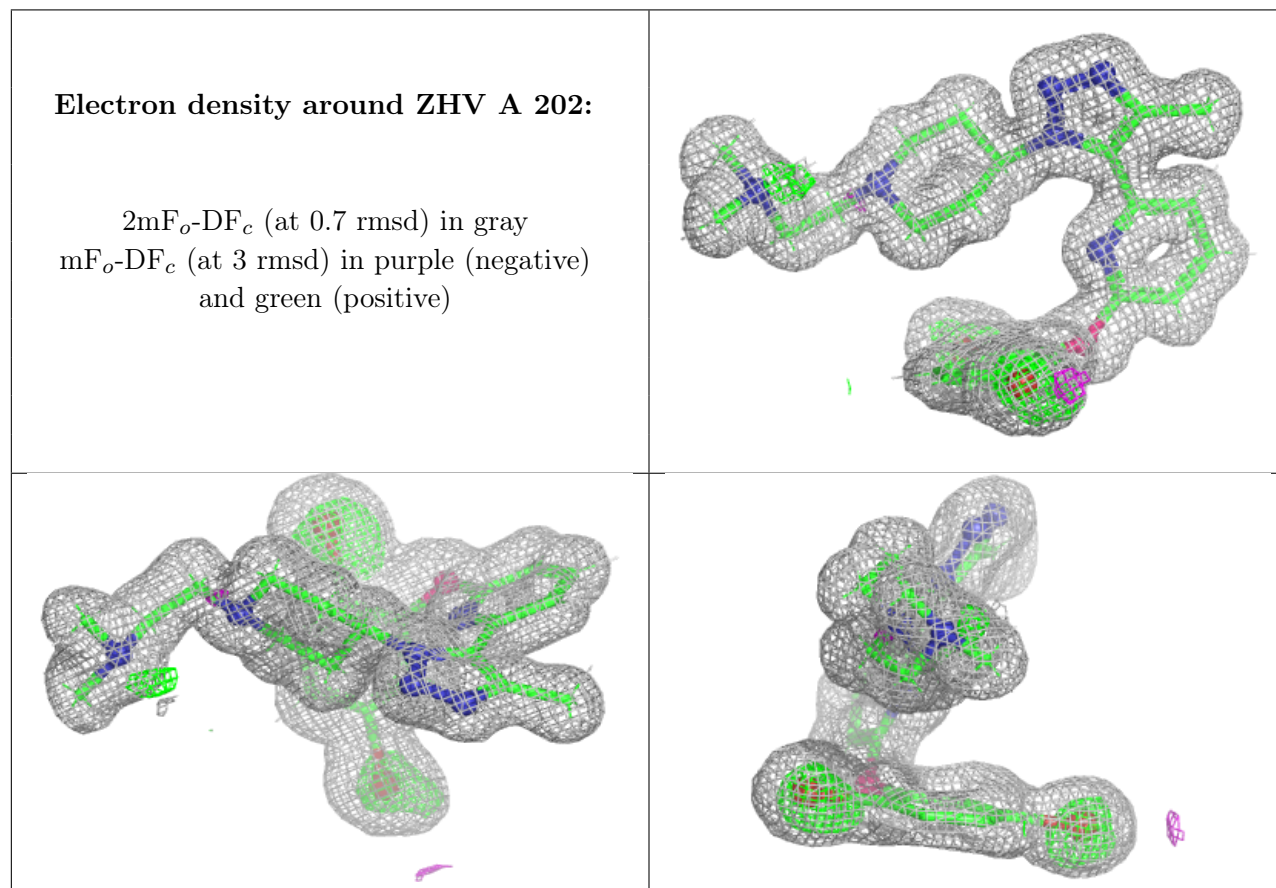 Electron density around ZHV A 202:
2mFo-DFc (at 0.7 rmsd) in gray
mFo-DFc (at 3 rmsd) in purple (negative)
and green (positive)